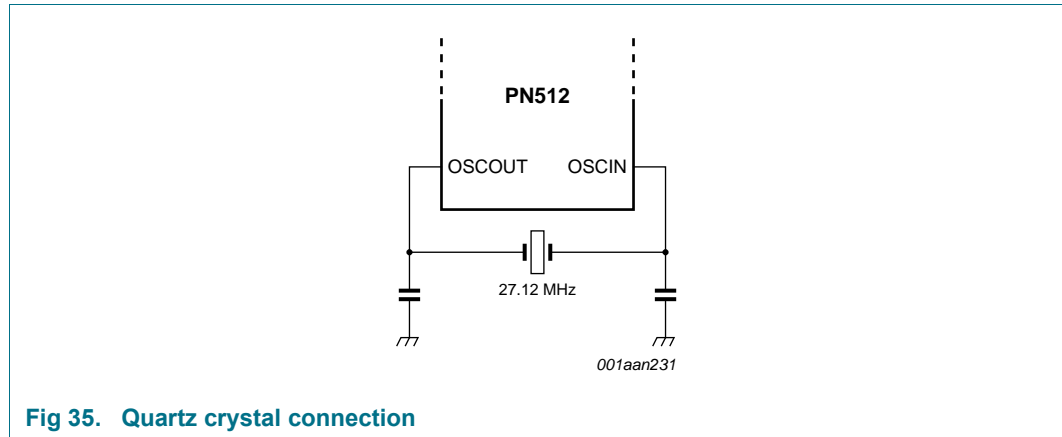 PN512
OSCOUT OSCIN
27.12 MHz
001aan231
Fig 35. Quartz crystal connection